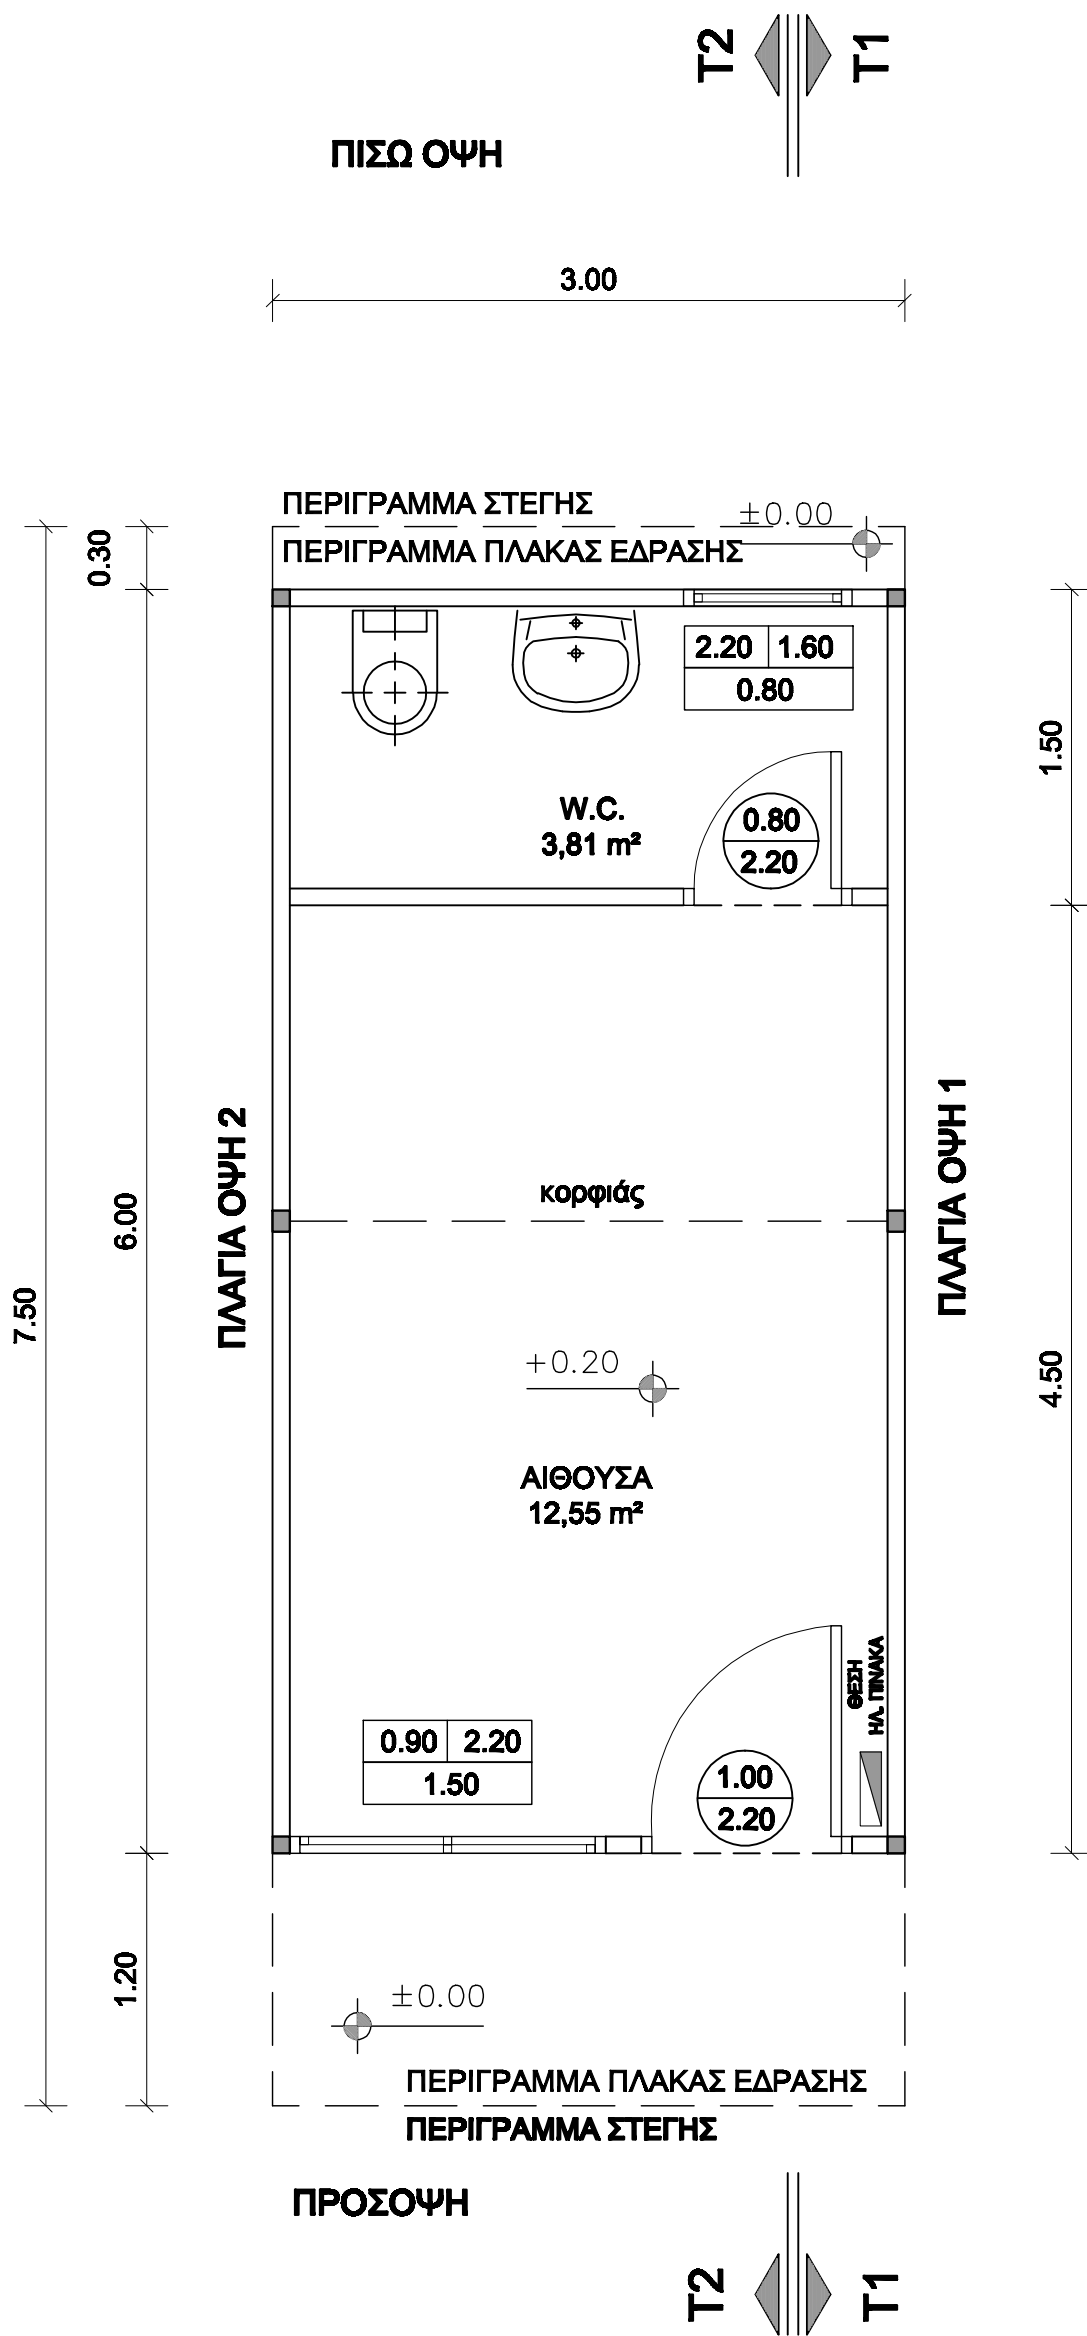 T2
T1
ΠΙΣΩ ΟΨΗ
3.00
ΠΕΡΙΓΡΑΜΜΑ ΣΤΕΓΗΣ
±0.00
ΠΕΡΙΓΡΑΜΜΑ ΠΛΑΚΑΣ ΕΔΡΑΣΗΣ
0.30
2.20 1.60
0.80
1.50
W.C.
3,81 m²
0.80
2.20
ΠΛΑΓΙΑ ΟΨΗ 2
ΠΛΑΓΙΑ ΟΨΗ 1
κορφιάς
6.00
7.50
+0.20
4.50
ΑΙΘΟΥΣΑ
12,55 m²
ΘΕΣΗ
ΗΛ. ΠΙΝΑΚΑ
0.90 2.20
1.50
1.00
2.20
1.20
±0.00
ΠΕΡΙΓΡΑΜΜΑ ΠΛΑΚΑΣ ΕΔΡΑΣΗΣ
ΠΕΡΙΓΡΑΜΜΑ ΣΤΕΓΗΣ
ΠΡΟΣΟΨΗ
T2
T1